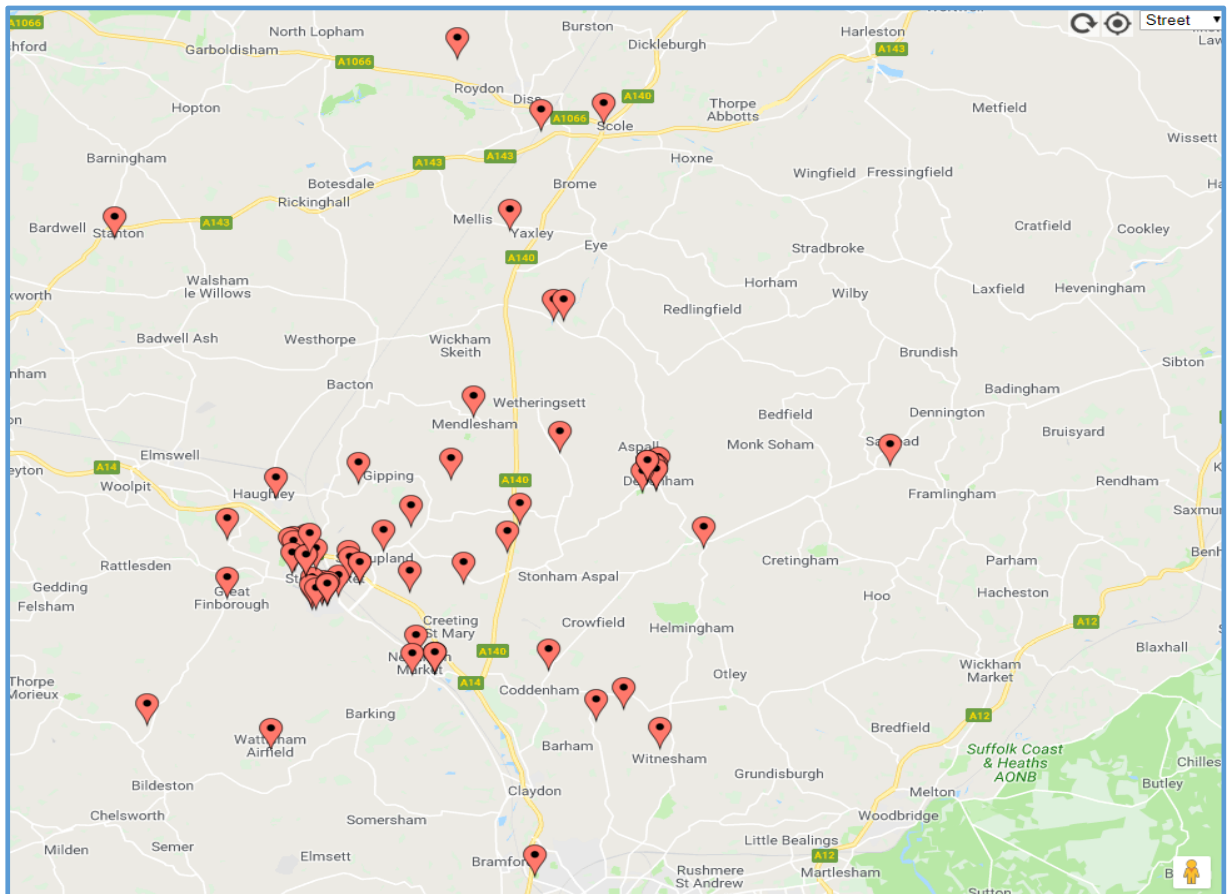 A1066
North Lopham
Burston
Harleston
Street
Garboldisham
Dickleburgh
A143
A1066
Roydon
Diss
A140
Thorpe
Abbotts
Hopton
A1066
Scole
Metfield
Wissett
Barningham
A143
A143
Hoxne
Botesdale
Rickinghall
Brome
Wingfield
Fressingfield
Bardwell
Stanton
A143
Mellis
Yaxley
Eye
Cratfield
Cookley
A140
Stradbroke
Walsham
le Willows
Horham
Wilby
Laxfield
Heveningham
Redlingfield
Badwell Ash
Westhorpe
Wickham
Skeith
Brundish
Sibton
Bacton
Badingham
Wetheringsett
Mendlesham
Bedfield
Dennington
Monk Soham
Bruisyard
Aspall
Elmswell
A14
Woolpit
Gipping
A140
Haughley
Framlingham
Rendham
Rattlesden
Stonham Aspal
Cretingham
Parham
Gedding
Felsham
Great
Finborough
Hoo
Hacheston
Creeting
St Mary
Crowfield
Helmingham
A12
Blaxhall
A140
Market
A14
Coddenham
Otley
Wickham
Market
Thorpe
Morieux
Barking
A12
Bredfield
Airfield
Barham
Witnesham
Suffolk Coast
& Heaths
AONB
Grundisburgh
Bildeston
Claydon
Melton
Butley
Chelsworth
Somersham
Woodbridge
Milden
Semer
Elmsett
Little Bealings
Bramford
A12
Martlesham
Rushmere
St Andrew